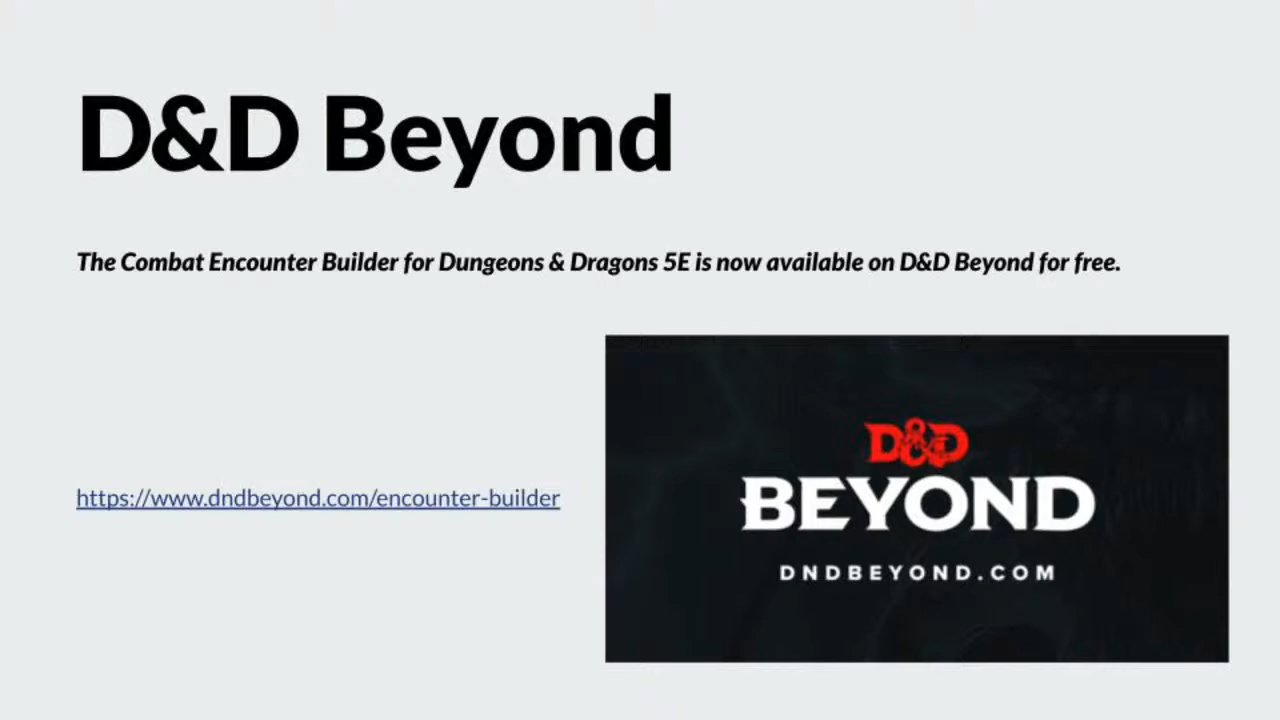 D&D Beyond
The Combat Encounter Builder for Dungeons & Dragons 5E is now available on D&D Beyond for free.
https://www.dndbeyond.com/encounter-builder
D&D
BEYOND
DNDBEYOND.COM